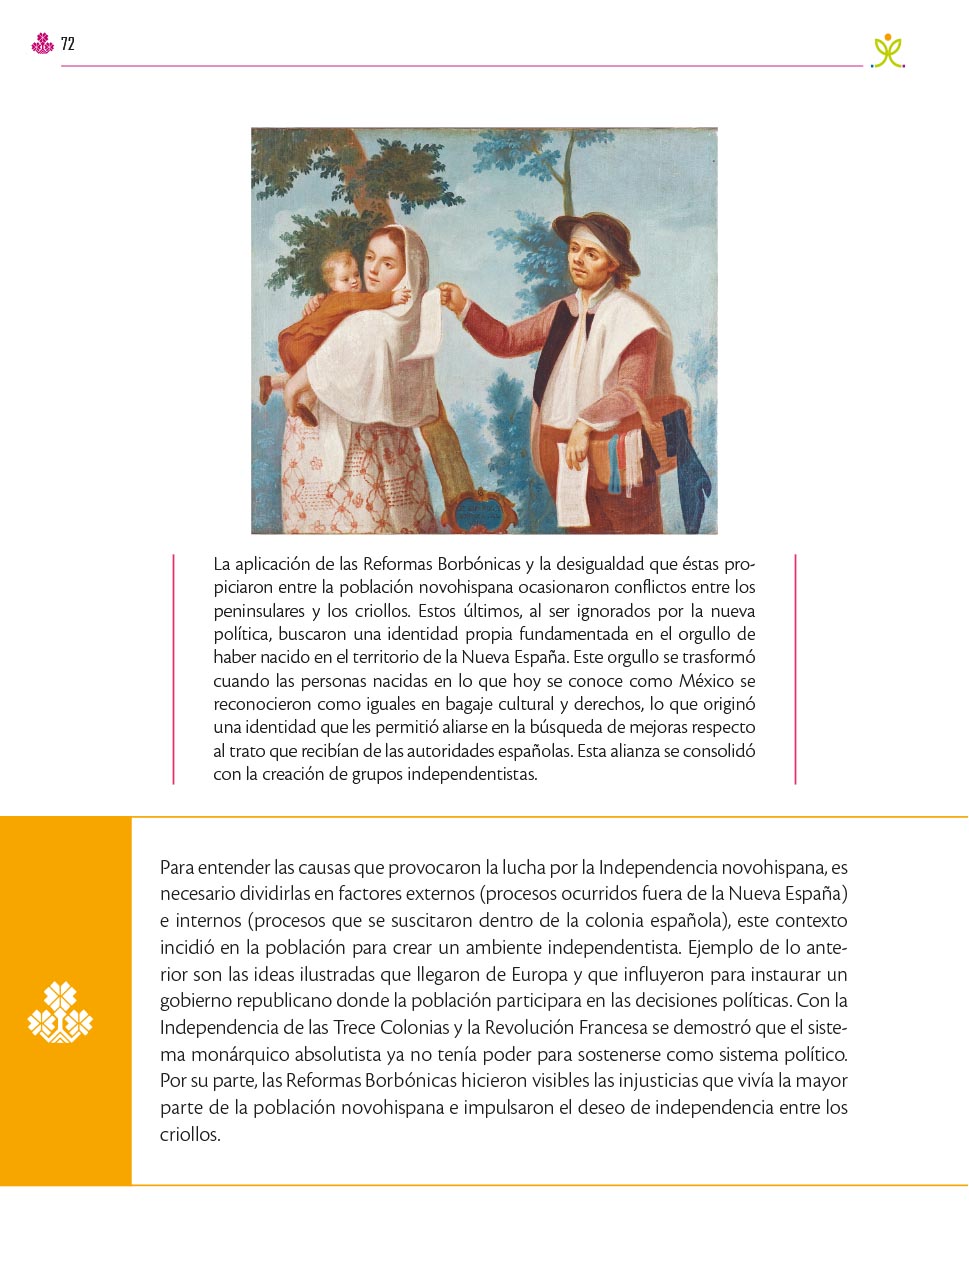 72
La aplicación de las Reformas Borbónicas y la desigualdad que éstas pro-
piciaron entre la población novohispana ocasionaron conflictos entre los
peninsulares y los criollos. Estos últimos, al ser ignorados por la nueva
política, buscaron una identidad propia fundamentada en el orgullo de
haber nacido en el territorio de la Nueva España. Este orgullo se trasformó
cuando las personas nacidas en lo que hoy se conoce como México se
reconocieron como iguales en bagaje cultural y derechos, lo que originó
una identidad que les permitió aliarse en la búsqueda de mejoras respecto
al trato que recibían de las autoridades españolas. Esta alianza se consolidó
con la creación de grupos independentistas.
Para entender las causas que provocaron la lucha por la Independencia novohispana, es
necesario dividirlas en factores externos (procesos ocurridos fuera de la Nueva España)
e internos (procesos que se suscitaron dentro de la colonia española), este contexto
incidió en la población para crear un ambiente independentista. Ejemplo de lo ante-
rior son las ideas ilustradas que llegaron de Europa y que influyeron para instaurar un
gobierno republicano donde la población participara en las decisiones políticas. Con la
Independencia de las Trece Colonias y la Revolución Francesa se demostró que el siste-
ma monárquico absolutista ya no tenía poder para sostenerse como sistema político.
Por su parte, las Reformas Borbónicas hicieron visibles las injusticias que vivía la mayor
parte de la población novohispana e impulsaron el deseo de independencia entre los
criollos.